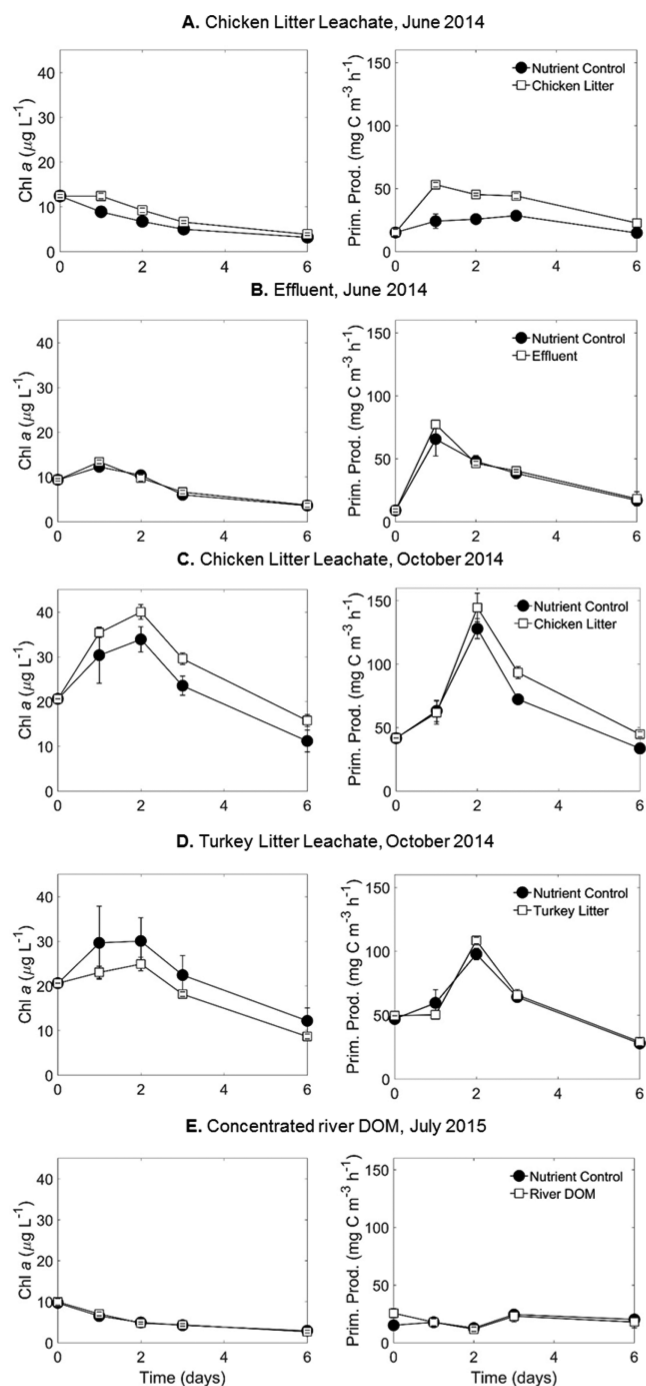 A. Chicken Litter Leachate, June 2014
Chl a (μg L⁻¹)
40
30
20
10
0
0 2 4 6
Prim. Prod. (mg C m⁻³ h⁻¹)
150
100
50
0
0 2 4 6
Nutrient Control
Chicken Litter
B. Effluent, June 2014
Chl a (μg L⁻¹)
40
30
20
10
0
0 2 4 6
Prim. Prod. (mg C m⁻³ h⁻¹)
150
100
50
0
0 2 4 6
Nutrient Control
Effluent
C. Chicken Litter Leachate, October 2014
Chl a (μg L⁻¹)
40
30
20
10
0
0 2 4 6
Prim. Prod. (mg C m⁻³ h⁻¹)
150
100
50
0
0 2 4 6
Nutrient Control
Chicken Litter
D. Turkey Litter Leachate, October 2014
Chl a (μg L⁻¹)
40
30
20
10
0
0 2 4 6
Prim. Prod. (mg C m⁻³ h⁻¹)
150
100
50
0
0 2 4 6
Nutrient Control
Turkey Litter
E. Concentrated river DOM, July 2015
Chl a (μg L⁻¹)
40
30
20
10
0
0 2 4 6
Time (days)
Prim. Prod. (mg C m⁻³ h⁻¹)
150
100
50
0
0 2 4 6
Time (days)
Nutrient Control
River DOM